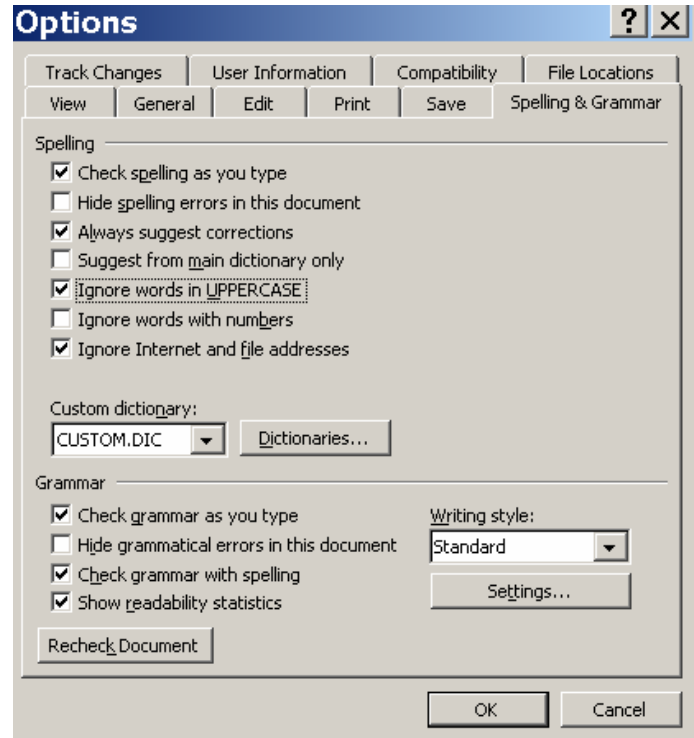 Options
Track Changes User Information Compatibility File Locations
View General Edit Print Save Spelling & Grammar
Spelling
Check spelling as you type
Hide spelling errors in this document
Always suggest corrections
Suggest from main dictionary only
Ignore words in UPPERCASE
Ignore words with numbers
Ignore Internet and file addresses
Custom dictionary:
CUSTOM.DIC Dictionaries...
Grammar
Check grammar as you type Writing style:
Hide grammatical errors in this document Standard
Check grammar with spelling Settings...
Show readability statistics
Recheck Document
OK Cancel